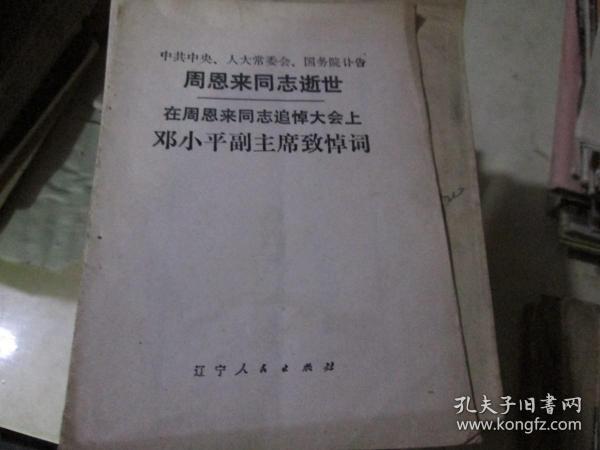 中共中央、人大常委会、国务院讣告
周恩来同志逝世
在周恩来同志追悼大会上
邓小平副主席致悼词
辽宁人民出版社
孔夫子旧书网
www.kongfz.com